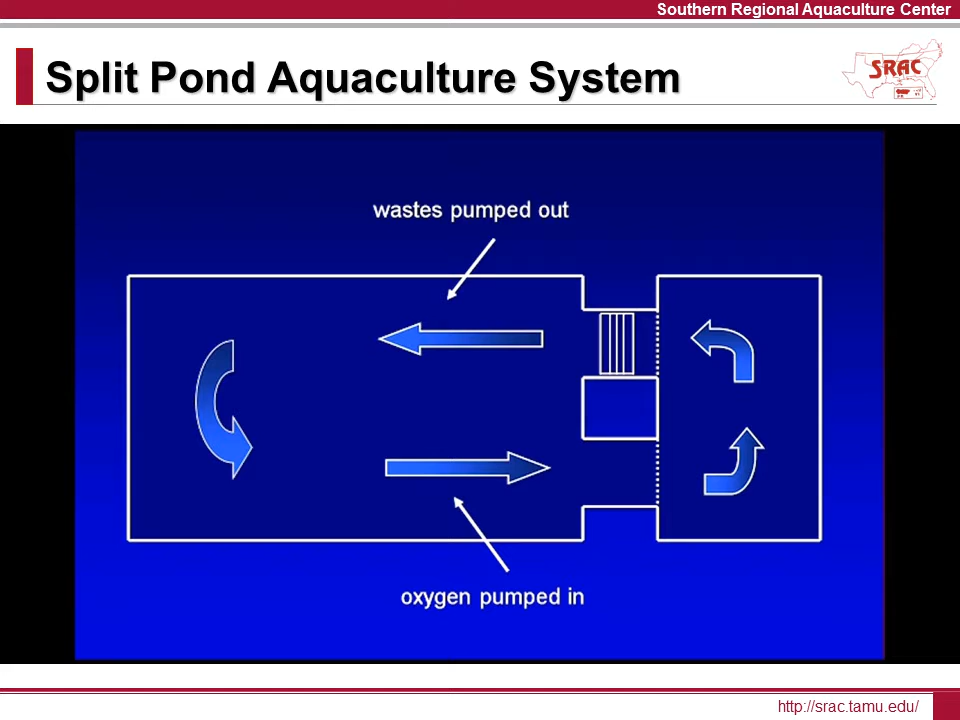 Southern Regional Aquaculture Center
Split Pond Aquaculture System
SRAC
wastes pumped out
oxygen pumped in
http://srac.tamu.edu/